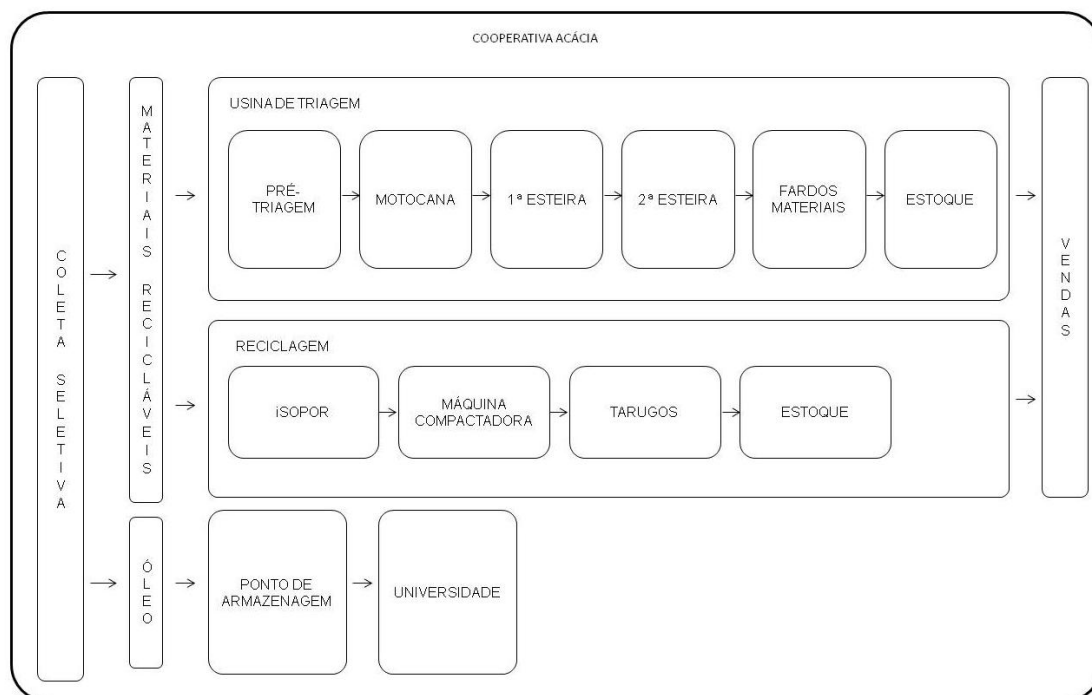 COOPERATIVA ACÁCIA
COLETA SELETIVA
MATERIAIS RECICLÁVEIS
USINA DE TRIAGEM
PRÉ-
TRIAGEM
MOTOCANA
1ª ESTEIRA
2ª ESTEIRA
FARDOS
MATERIAIS
ESTOQUE
RECICLAGEM
iSOPOR
MÁQUINA
COMPACTADORA
TARUGOS
ESTOQUE
VENDAS
ÓLEO
PONTO DE
ARMAZENAGEM
UNIVERSIDADE